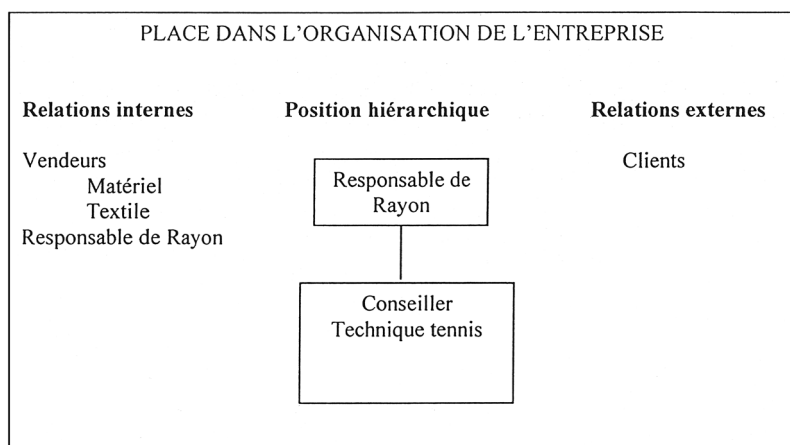 PLACE DANS L'ORGANISATION DE L'ENTREPRISE
Relations internes
Vendeurs
Matériel
Textile
Responsable de Rayon
Position hiérarchique
Responsable de
Rayon
Conseiller
Technique tennis
Relations externes
Clients